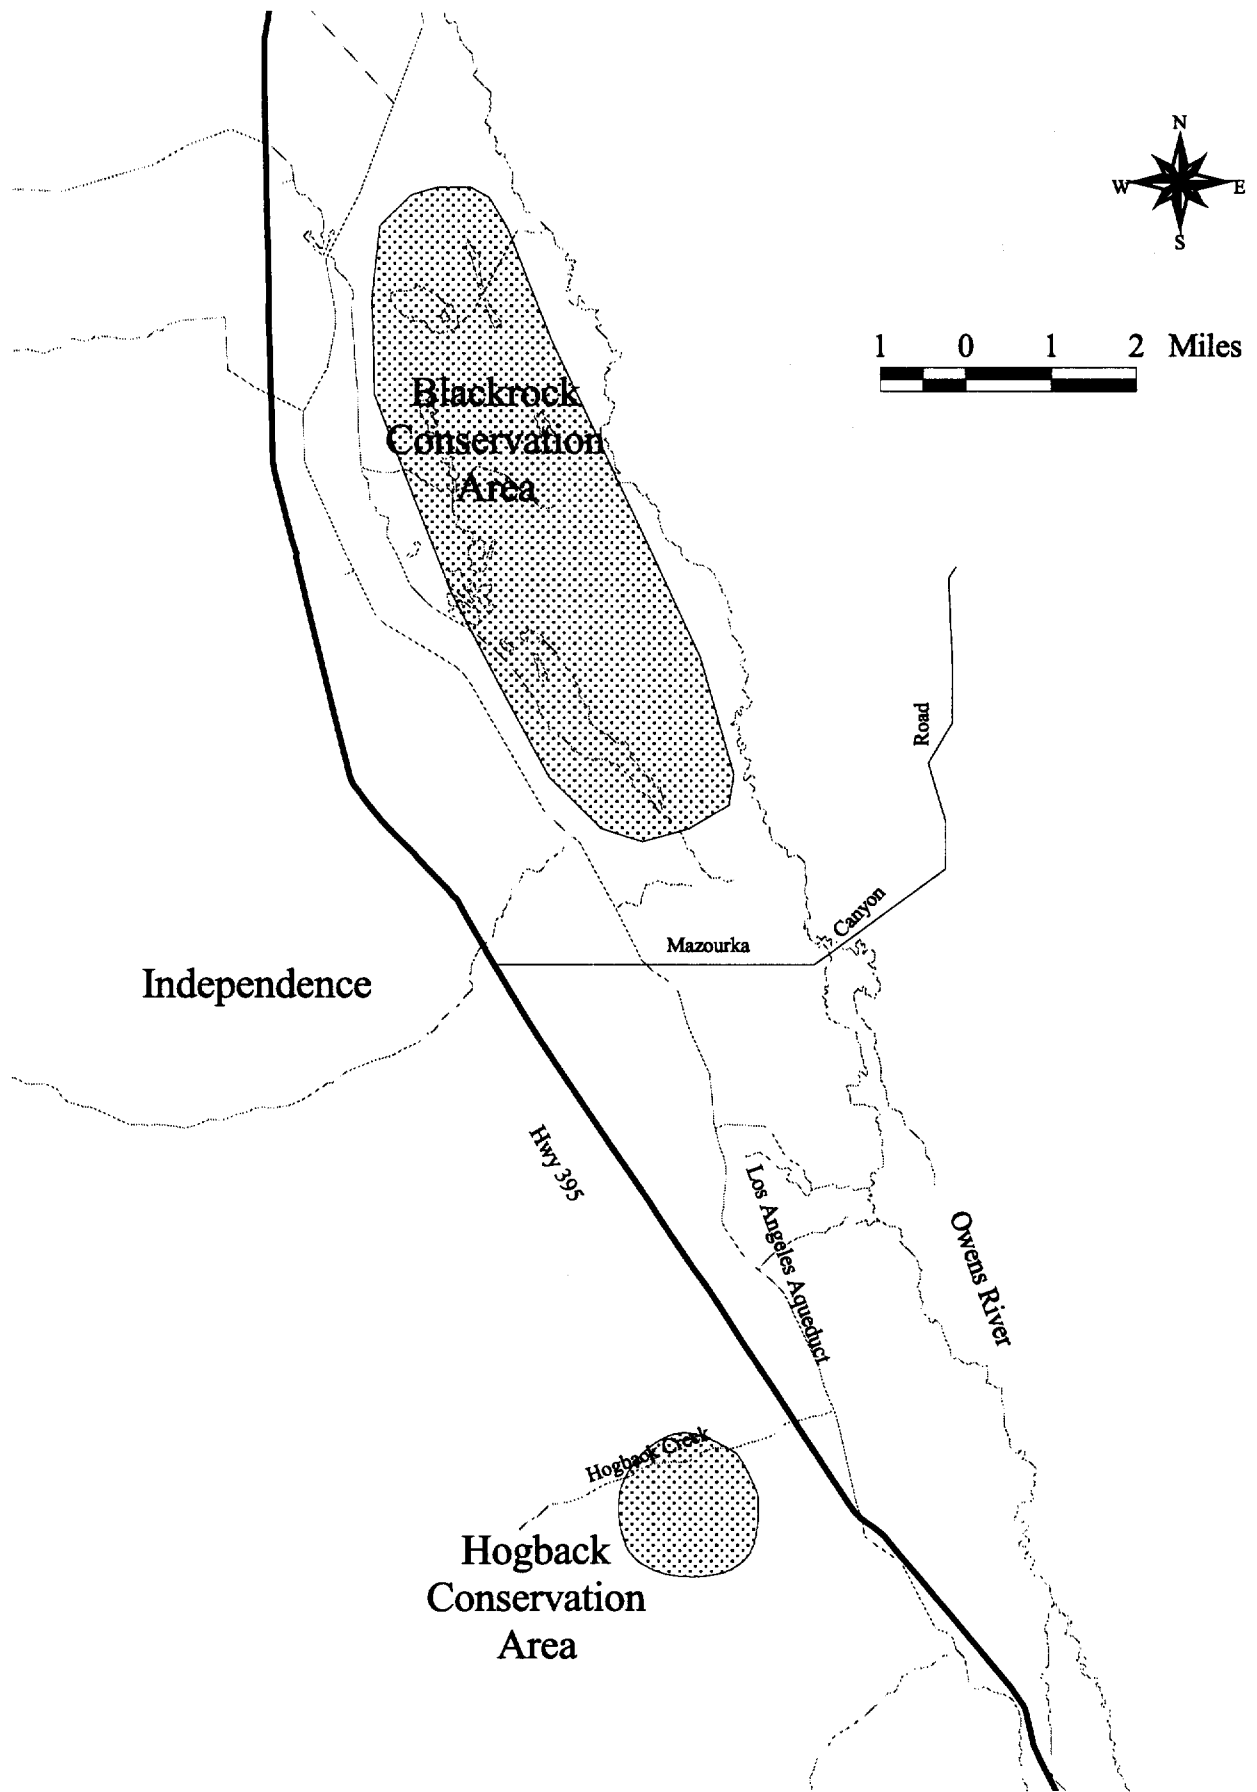 N
W E
S
1 0 1 2 Miles
Blackrock
Conservation
Area
Road
Canyon
Mazourka
Independence
Hwy 395
Los Angeles Aqueduct
Owens River
Hogback Creek
Hogback
Conservation
Area